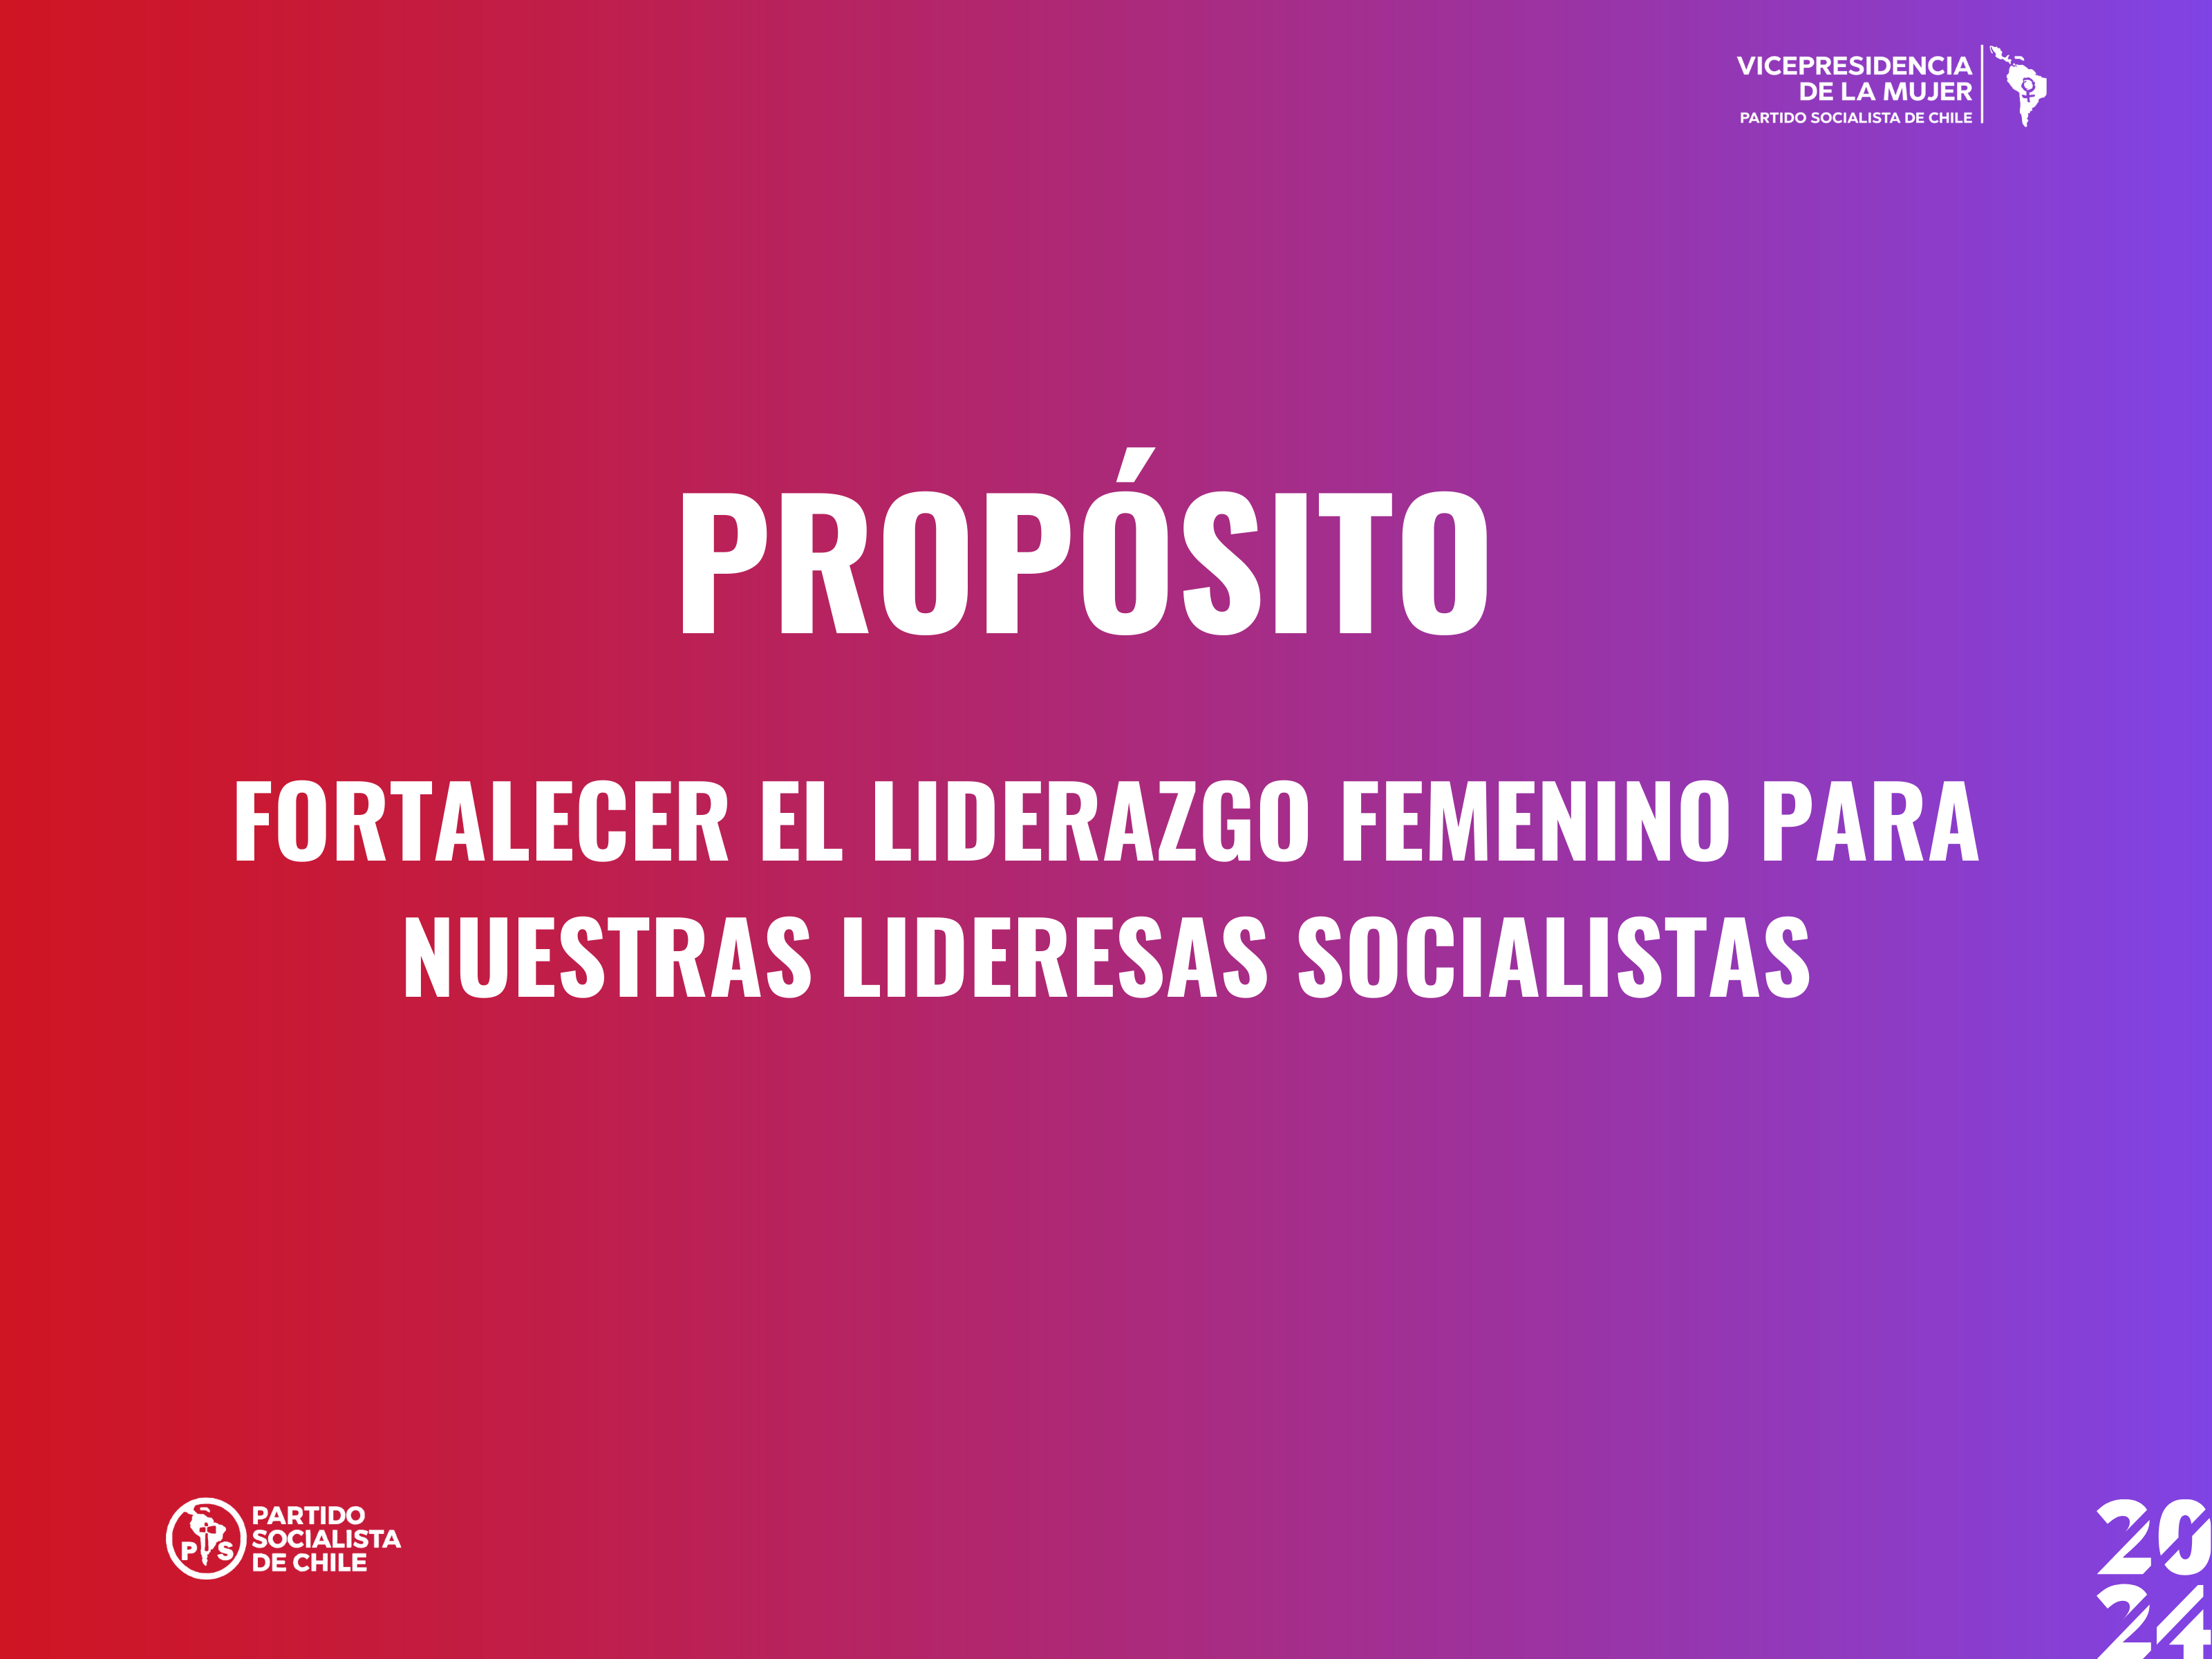 VICEPRESIDENCIA
DE LA MUJER
PARTIDO SOCIALISTA DE CHILE
PROPÓSITO
FORTALECER EL LIDERAZGO FEMENINO PARA
NUESTRAS LIDERESAS SOCIALISTAS
P S
PARTIDO
SOCIALISTA
DE CHILE
20
24